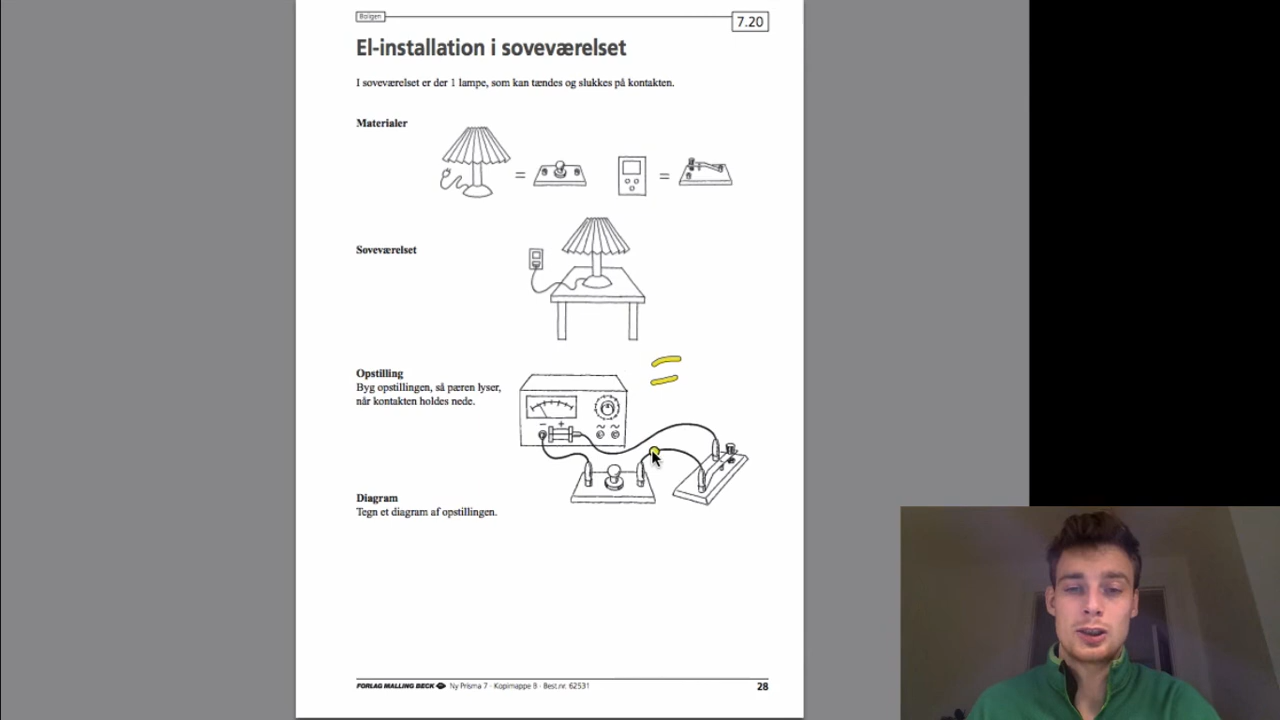 Boligen
7.20
El-installation i soveværelset
I soveværelset er der 1 lampe, som kan tændes og slukkes på kontakten.
Materialer
= =
Soveværelset
Opstilling
Byg opstillingen, så pæren lyser,
når kontakten holdes nede.
− +
~ ~
Diagram
Tegn et diagram af opstillingen.
FORLAG MALLING BECK Ny Prisma 7 · Kopimappe B · Best.nr. 62531
28